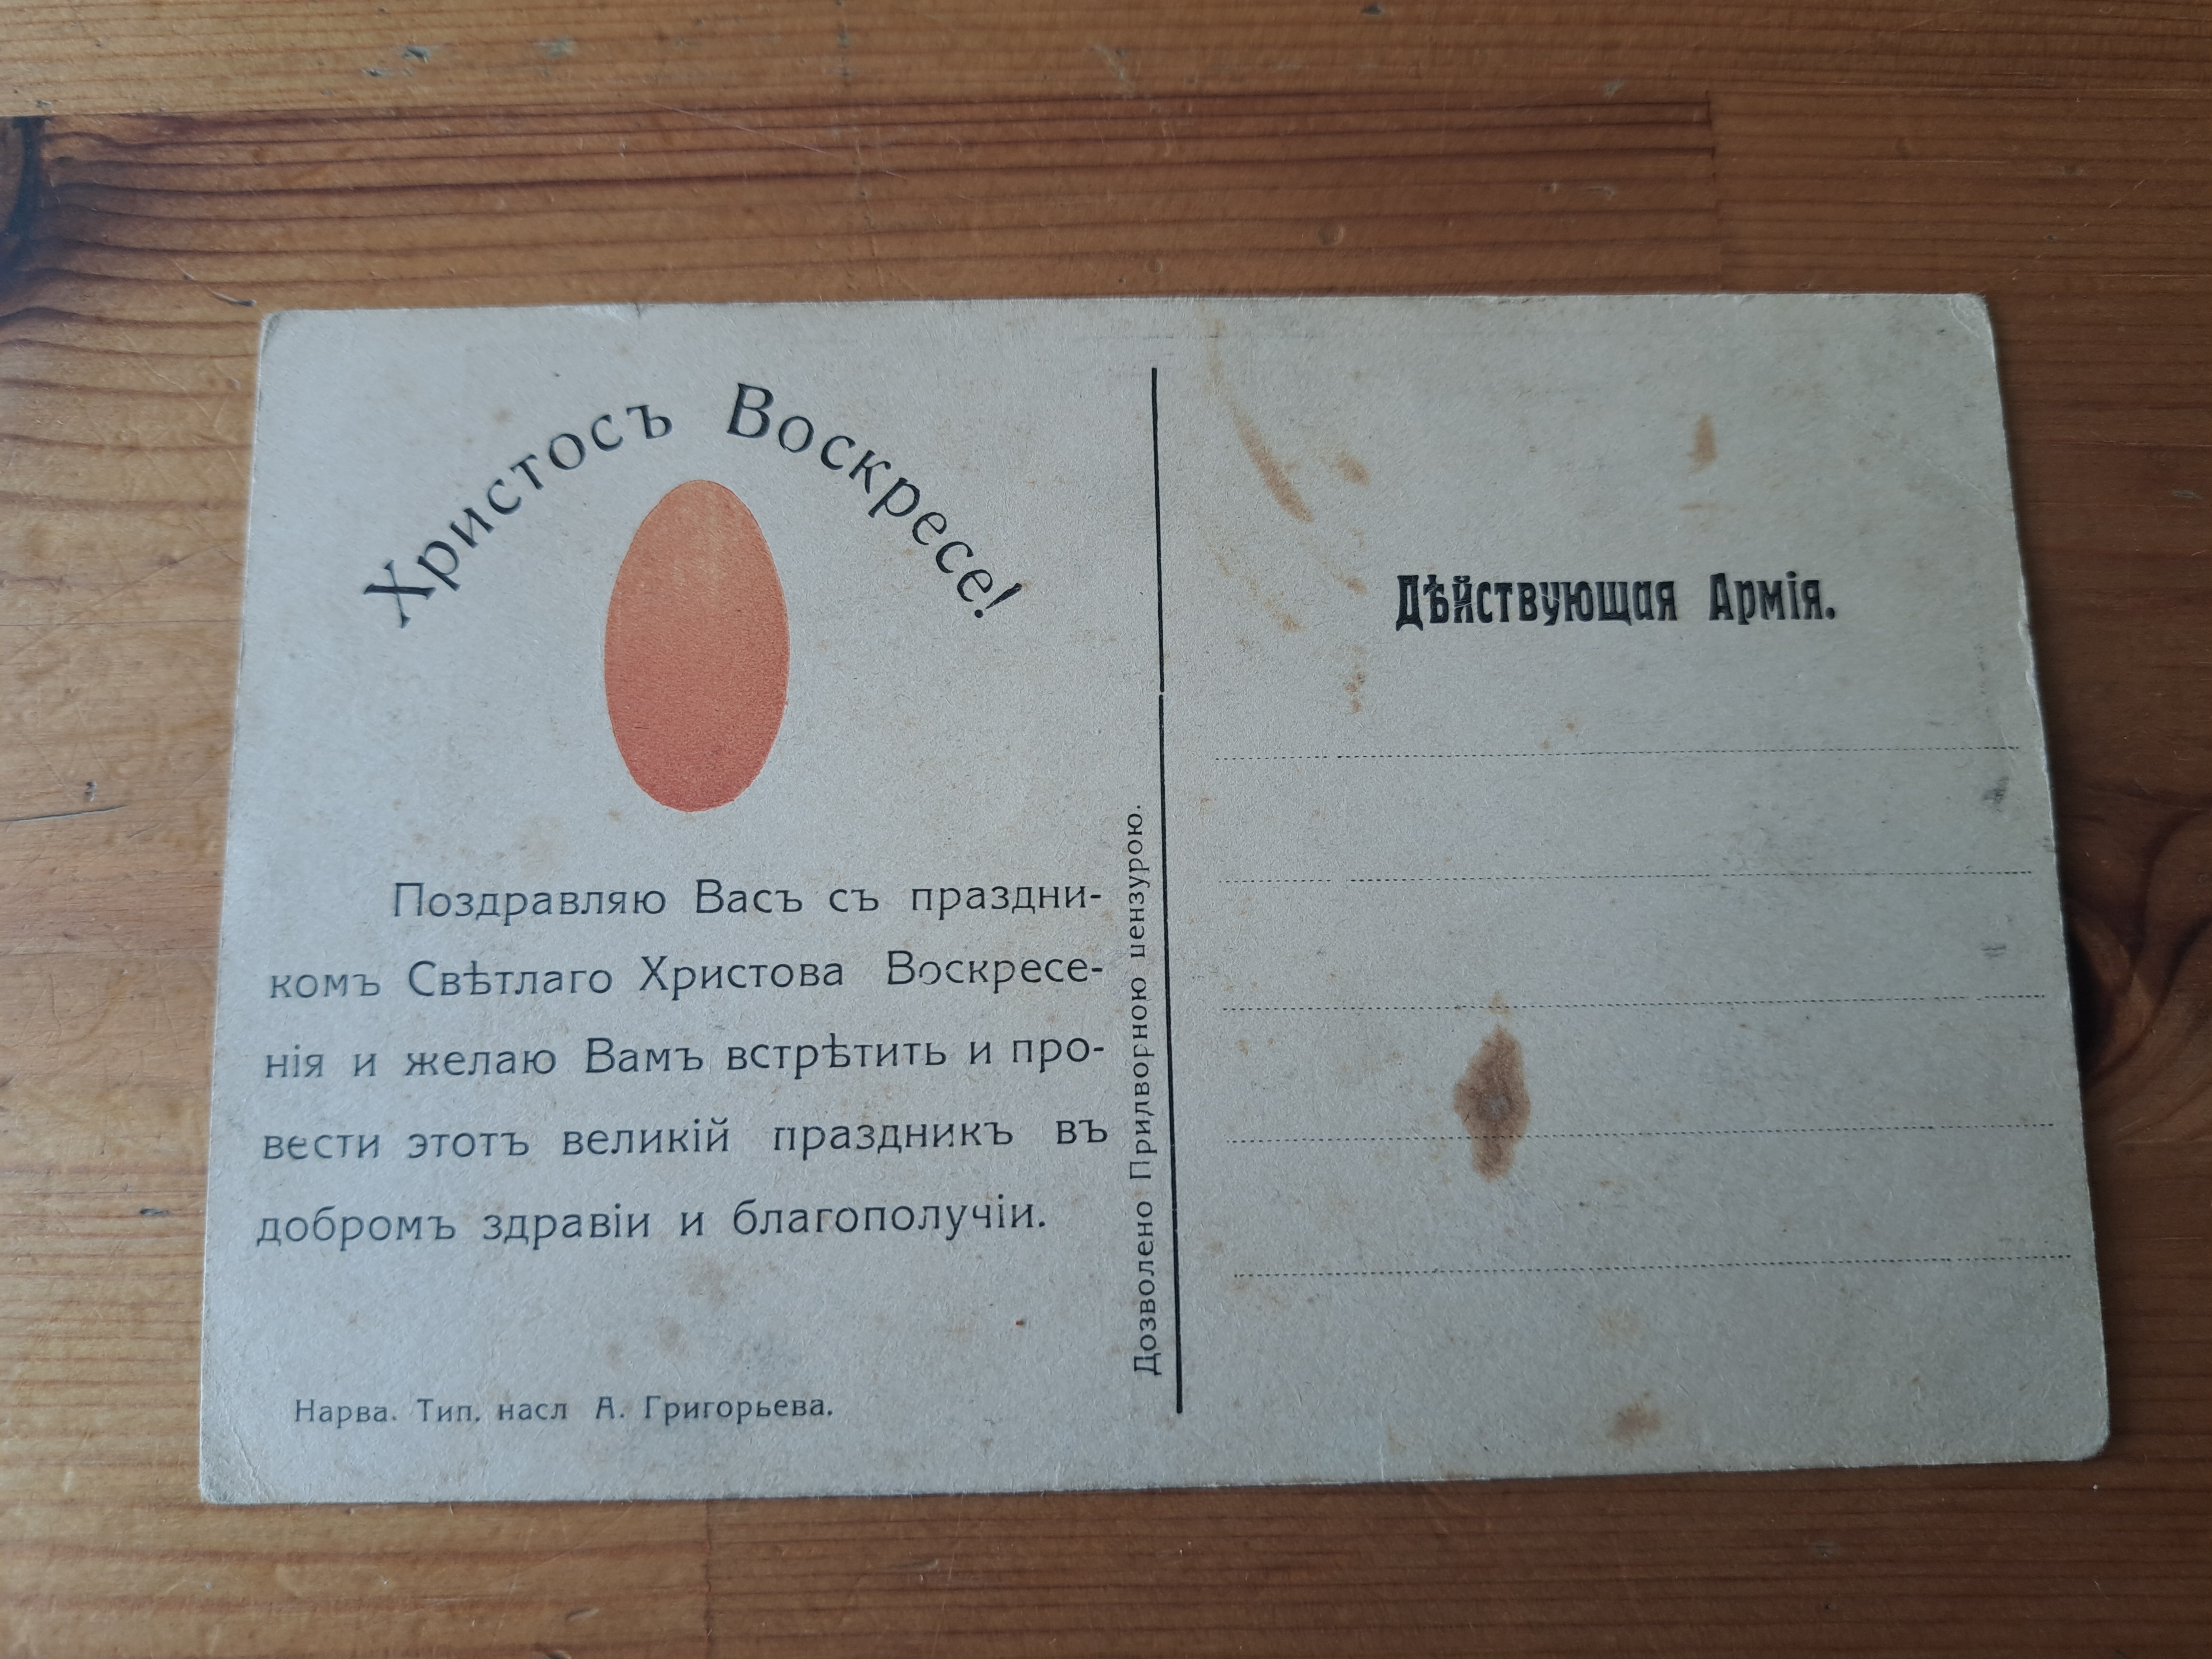 Христосъ Воскресе!
Поздравляю Васъ съ праздни-
комъ Свѣтлаго Христова Воскресе-
нія и желаю Вамъ встрѣтить и про-
вести этотъ великій праздникъ въ
добромъ здравіи и благополучіи.
Нарва. Тип. насл А. Григорьева.
Дозволено Придворною цензурою.
Дѣйствующая Армія.